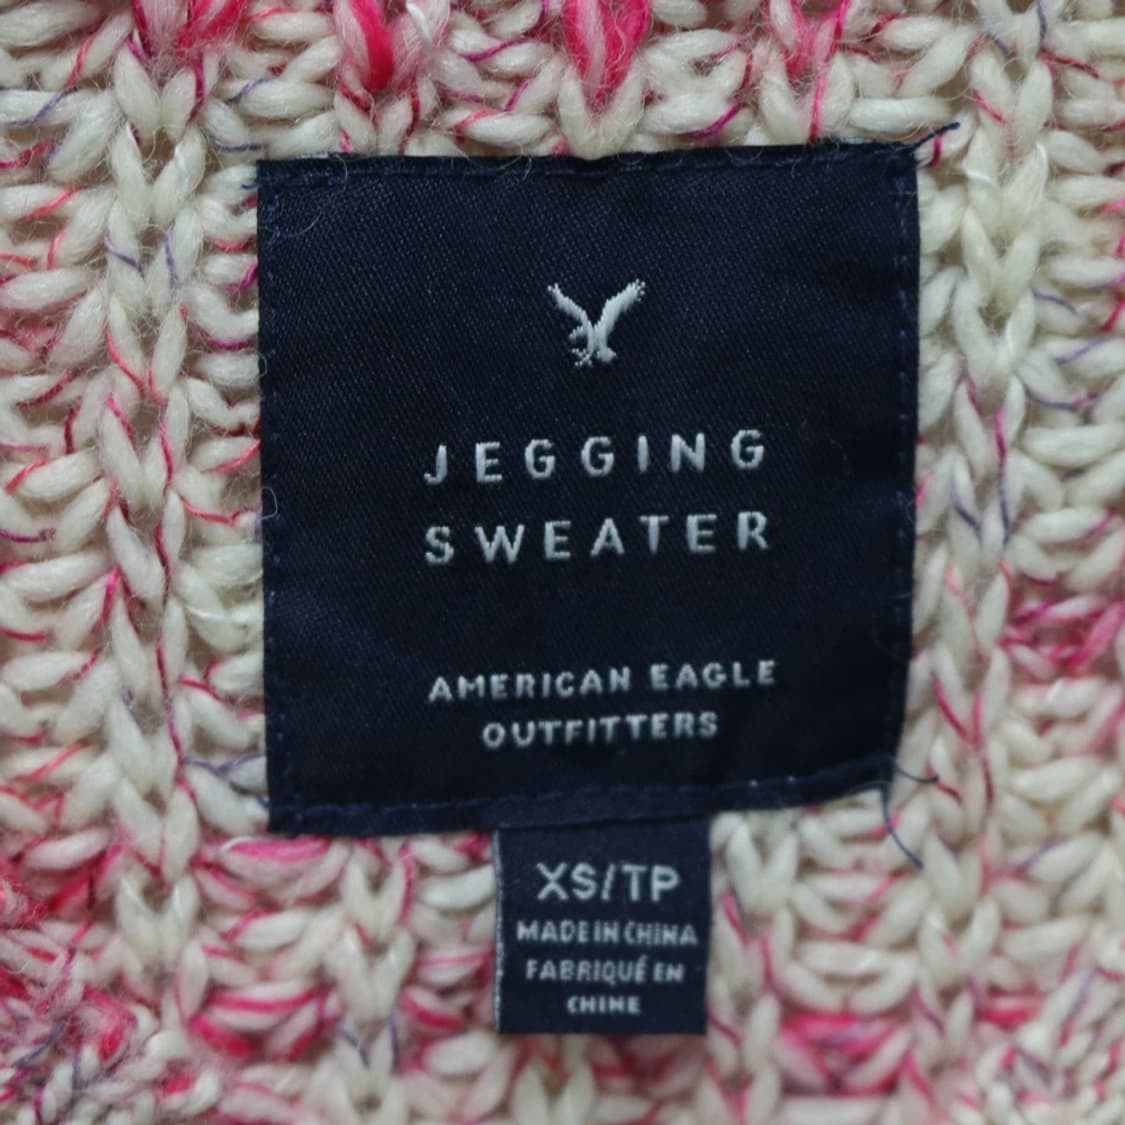 JEGGING
SWEATER
AMERICAN EAGLE
OUTFITTERS
XS/TP
MADE IN CHINA
FABRIQUÉ EN
CHINE